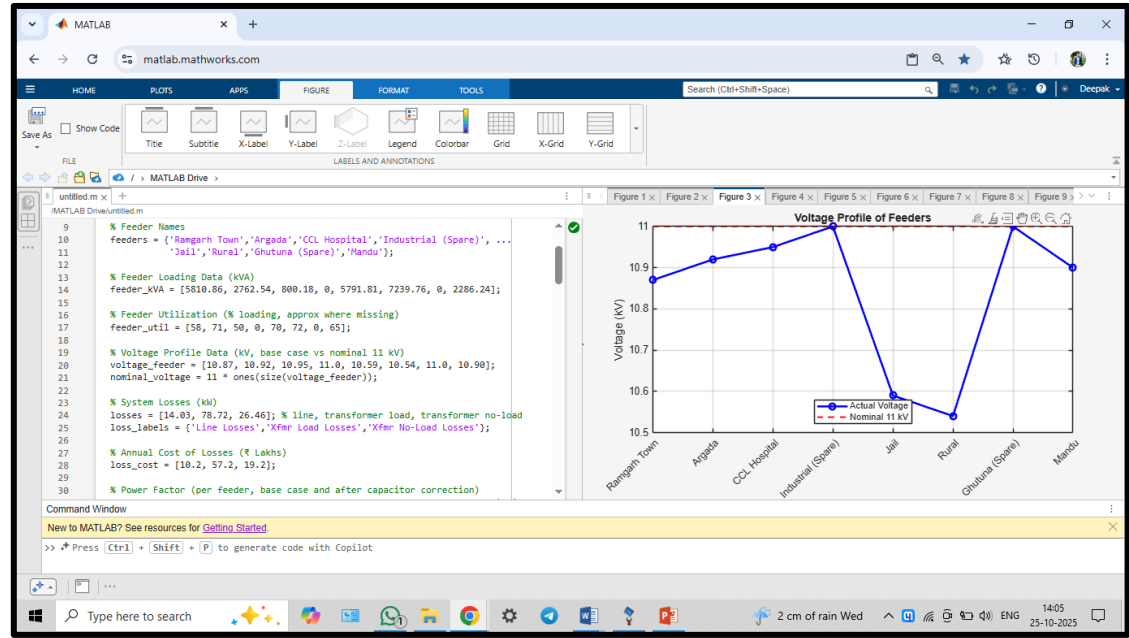 MATLAB
matlab.mathworks.com
HOME PLOTS APPS FIGURE FORMAT TOOLS
Search (Ctrl+Shift+Space)
Deepak
Save As
Show Code
Title Subtitle X-Label Y-Label Z-Label Legend Colorbar Grid X-Grid Y-Grid
FILE LABELS AND ANNOTATIONS
/ > MATLAB Drive >
untitled.m
/MATLAB Drive/untitled.m
9 % Feeder Names
10 feeders = {'Ramgarh Town','Argada','CCL Hospital','Industrial (Spare)', ...
11 'Jail','Rural','Ghutuna (Spare)','Mandu'};
12
13 % Feeder Loading Data (kVA)
14 feeder_kVA = [5810.86, 2762.54, 800.18, 0, 5791.81, 7239.76, 0, 2286.24];
15
16 % Feeder Utilization (% loading, approx where missing)
17 feeder_util = [58, 71, 50, 0, 70, 72, 0, 65];
18
19 % Voltage Profile Data (kV, base case vs nominal 11 kV)
20 voltage_feeder = [10.87, 10.92, 10.95, 11.0, 10.59, 10.54, 11.0, 10.90];
21 nominal_voltage = 11 * ones(size(voltage_feeder));
22
23 % System Losses (kW)
24 losses = [14.03, 78.72, 26.46]; % line, transformer load, transformer no-load
25 loss_labels = {'Line Losses','Xfmr Load Losses','Xfmr No-Load Losses'};
26
27 % Annual Cost of Losses (₹ Lakhs)
28 loss_cost = [10.2, 57.2, 19.2];
29
30 % Power Factor (per feeder, base case and after capacitor correction)
Figure 1 Figure 2 Figure 3 Figure 4 Figure 5 Figure 6 Figure 7 Figure 8 Figure 9
Voltage Profile of Feeders
Voltage (kV)
11
10.9
10.8
10.7
10.6
10.5
Actual Voltage
Nominal 11 kV
Ramgarh Town
Argada
CCL Hospital
Industrial (Spare)
Jail
Rural
Ghutuna (Spare)
Mandu
Command Window
New to MATLAB? See resources for Getting Started.
>> Press Ctrl + Shift + P to generate code with Copilot
Type here to search
2 cm of rain Wed
ENG
14:05
25-10-2025